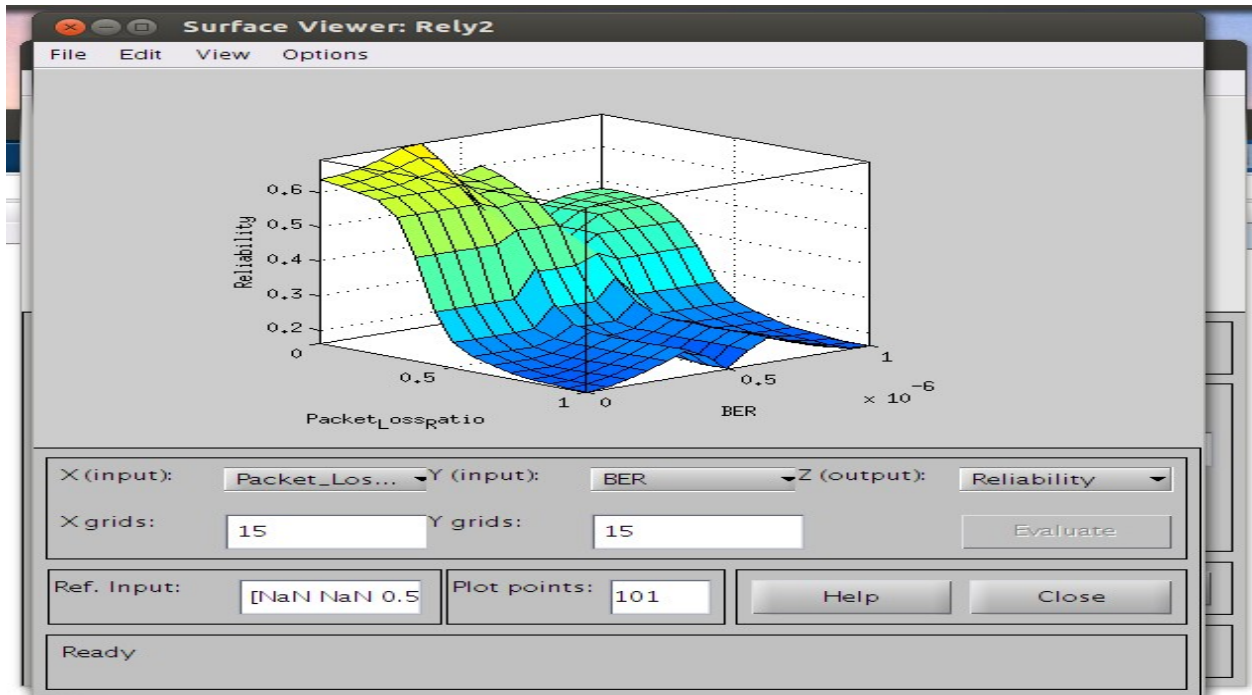 Surface Viewer: Rely2
File Edit View Options
0.6
0.5
0.4
0.3
0.2
Reliability
0
0.5
1
Packet_Loss_Ratio
0
0.5
1
× 10^-6
BER
X (input): Packet_Los... Y (input): BER Z (output): Reliability
X grids: 15 Y grids: 15 Evaluate
Ref. Input: [NaN NaN 0.5 Plot points: 101 Help Close
Ready